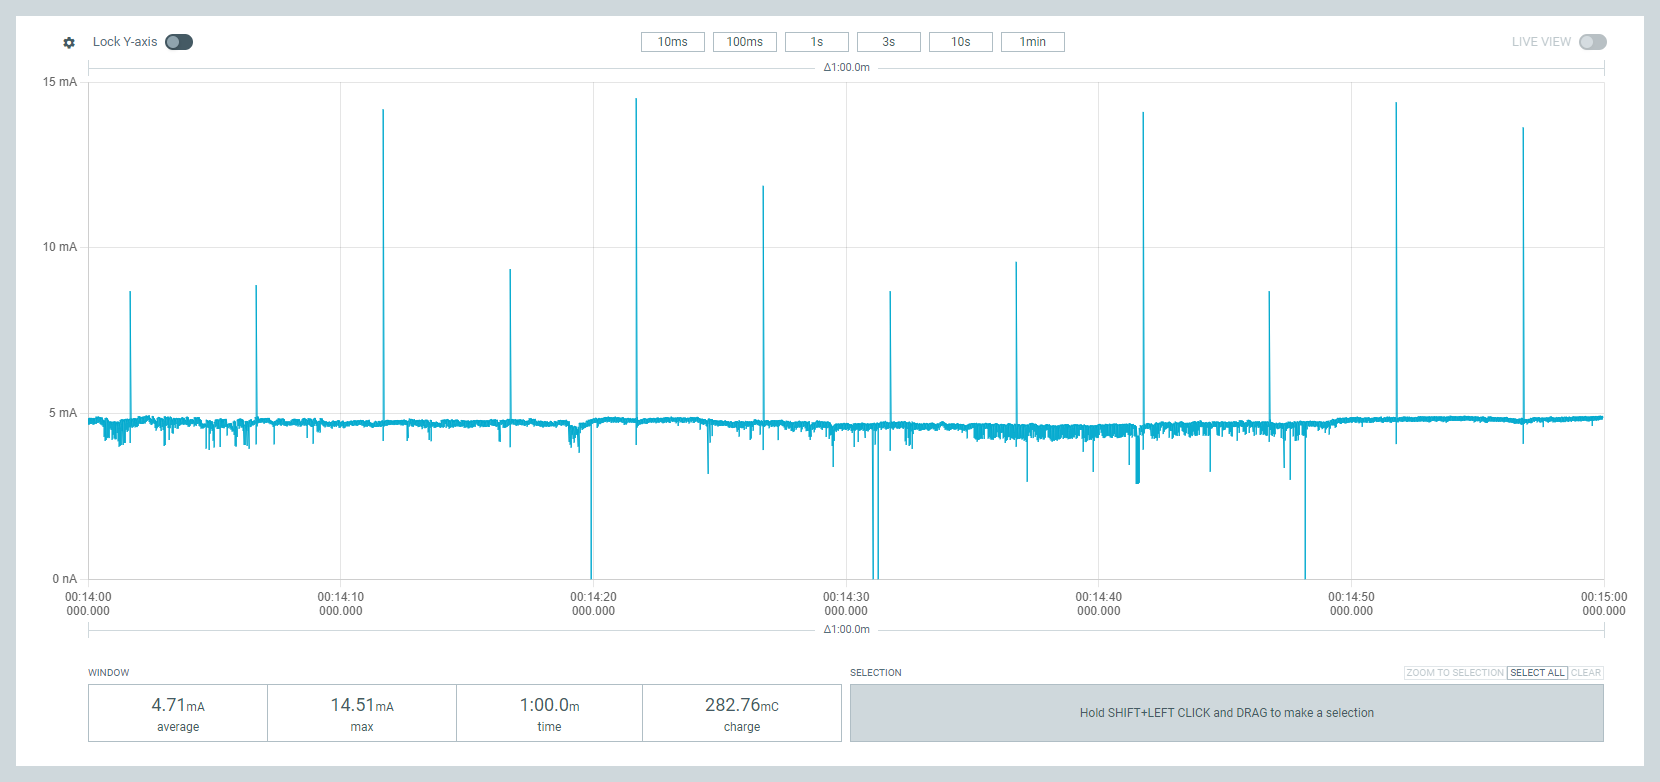 Lock Y-axis
10ms 100ms 1s 3s 10s 1min
LIVE VIEW
Δ1:00.0m
15 mA
10 mA
5 mA
0 nA
00:14:00 00:14:10 00:14:20 00:14:30 00:14:40 00:14:50 00:15:00
000.000 000.000 000.000 000.000 000.000 000.000 000.000
Δ1:00.0m
WINDOW
4.71mA 14.51mA 1:00.0m 282.76mC
average max time charge
SELECTION
ZOOM TO SELECTION SELECT ALL CLEAR
Hold SHIFT+LEFT CLICK and DRAG to make a selection